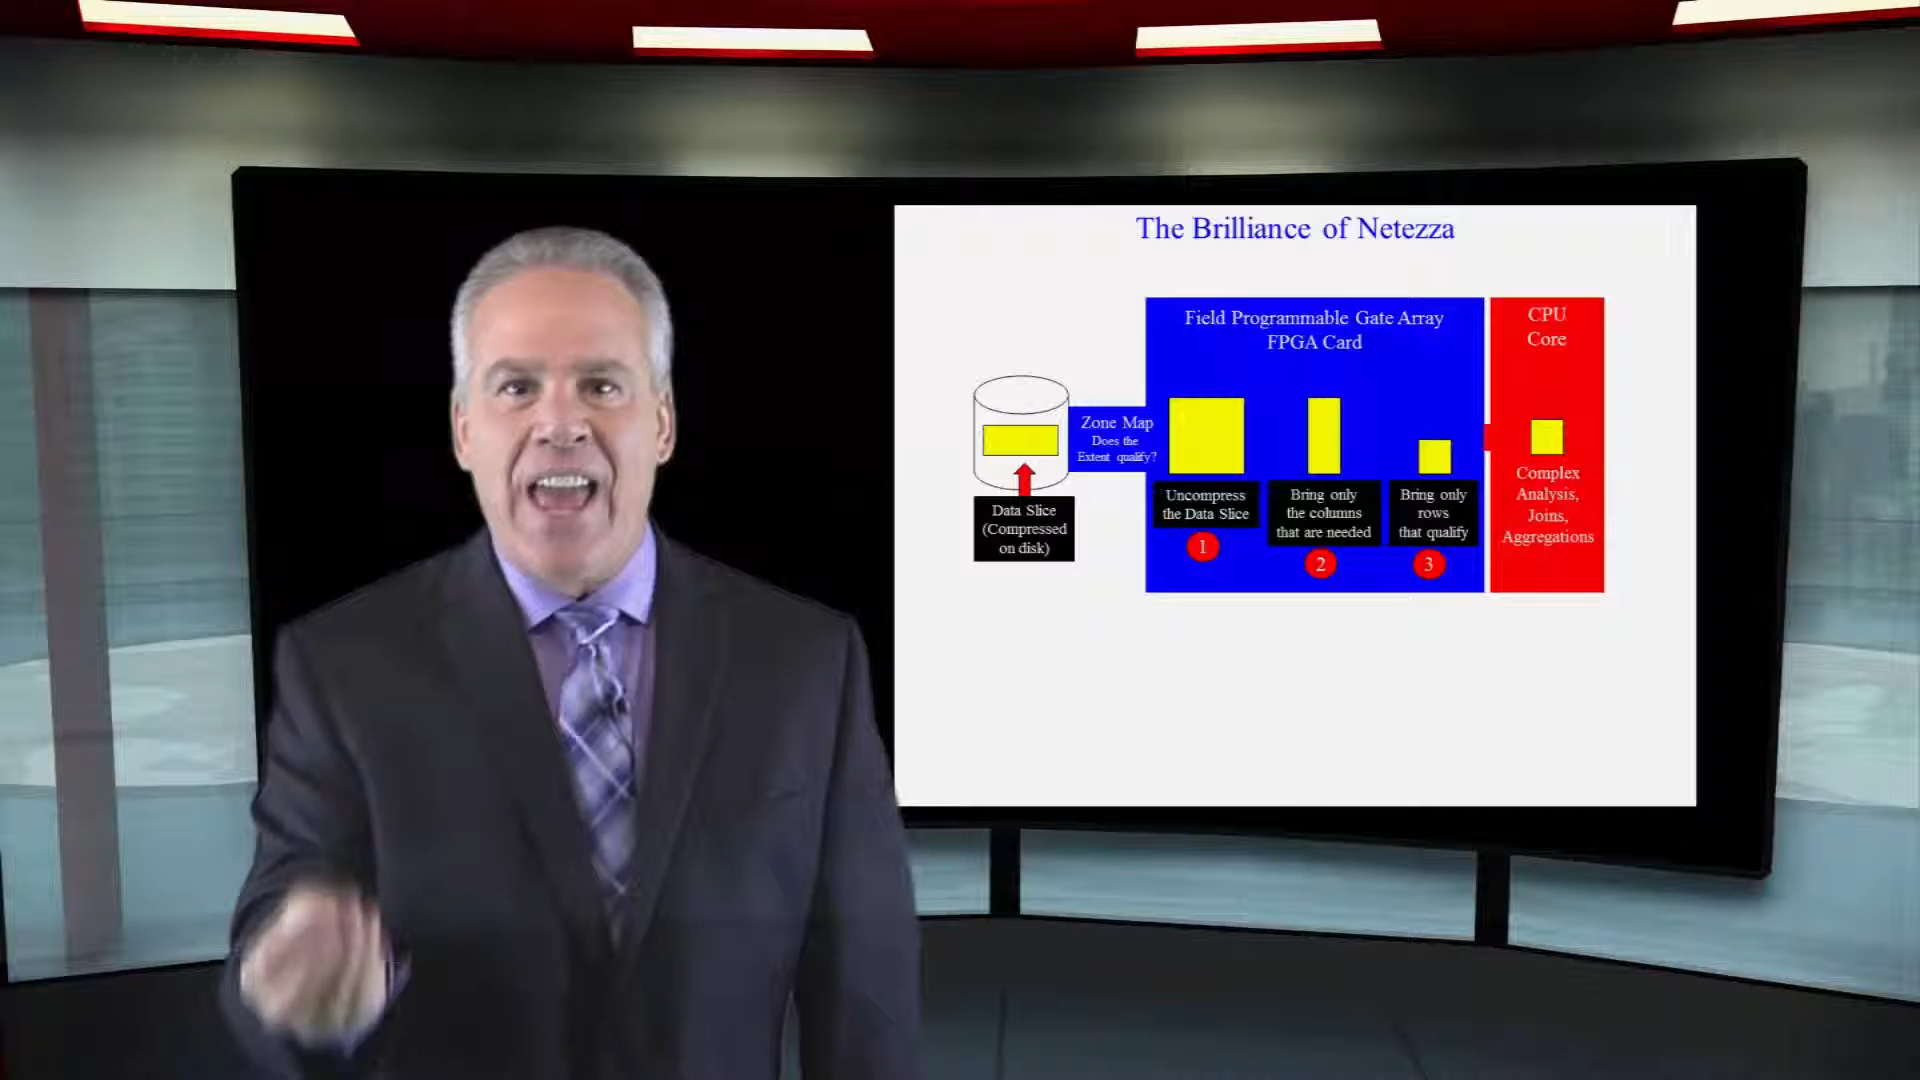 The Brilliance of Netezza
Field Programmable Gate Array
FPGA Card
CPU
Core
Zone Map
Does the
Extent qualify?
Data Slice
(Compressed
on disk)
Uncompress
the Data Slice
1
Bring only
the columns
that are needed
2
Bring only
rows
that qualify
3
Complex
Analysis,
Joins,
Aggregations